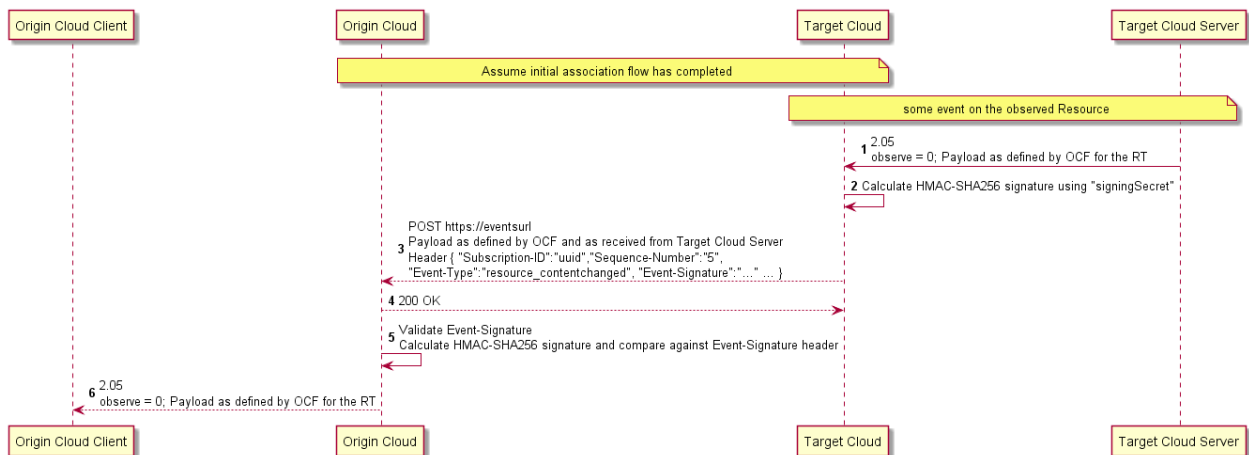 Origin Cloud Client
Origin Cloud
Target Cloud
Target Cloud Server
Assume initial association flow has completed
some event on the observed Resource
1 2.05
observe = 0; Payload as defined by OCF for the RT
2 Calculate HMAC-SHA256 signature using "signingSecret"
POST https://eventsurl
Payload as defined by OCF and as received from Target Cloud Server
3 Header { "Subscription-ID":"uuid","Sequence-Number":"5",
"Event-Type":"resource_contentchanged", "Event-Signature":"..." ... }
4 200 OK
5 Validate Event-Signature
Calculate HMAC-SHA256 signature and compare against Event-Signature header
6 2.05
observe = 0; Payload as defined by OCF for the RT
Origin Cloud Client
Origin Cloud
Target Cloud
Target Cloud Server